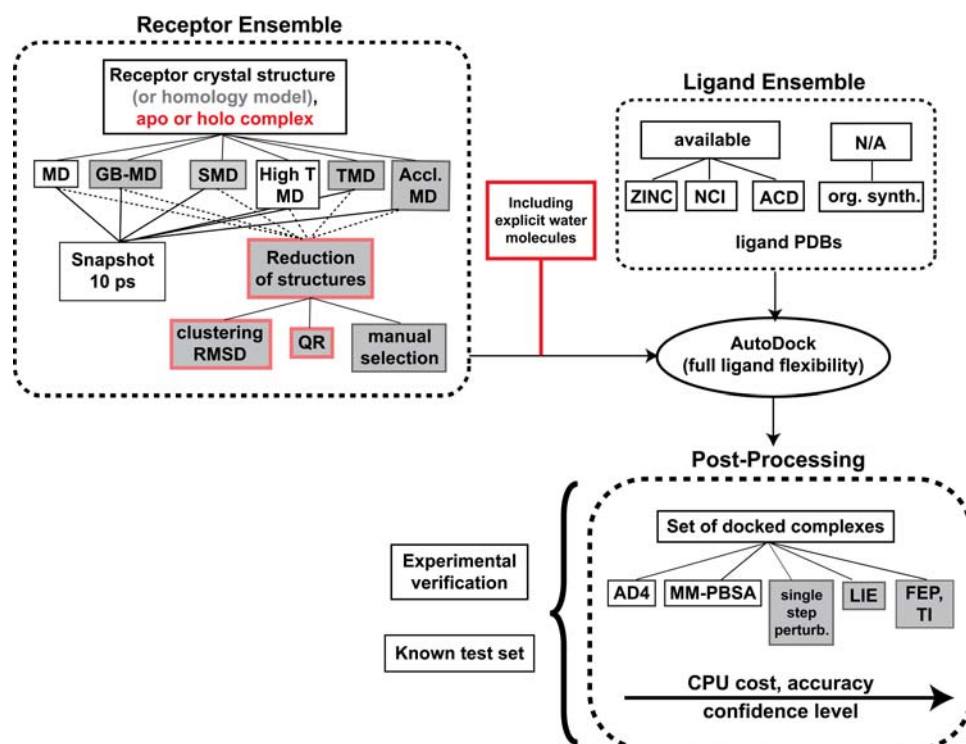 Receptor Ensemble
Receptor crystal structure
(or homology model),
apo or holo complex
MD
GB-MD
SMD
High T
MD
TMD
Accl.
MD
Snapshot
10 ps
Reduction
of structures
clustering
RMSD
QR
manual
selection
Including
explicit water
molecules
Ligand Ensemble
available
N/A
ZINC
NCI
ACD
org. synth.
ligand PDBs
AutoDock
(full ligand flexibility)
Post-Processing
Experimental
verification
Known test set
Set of docked complexes
AD4
MM-PBSA
single
step
perturb.
LIE
FEP,
TI
CPU cost, accuracy
confidence level